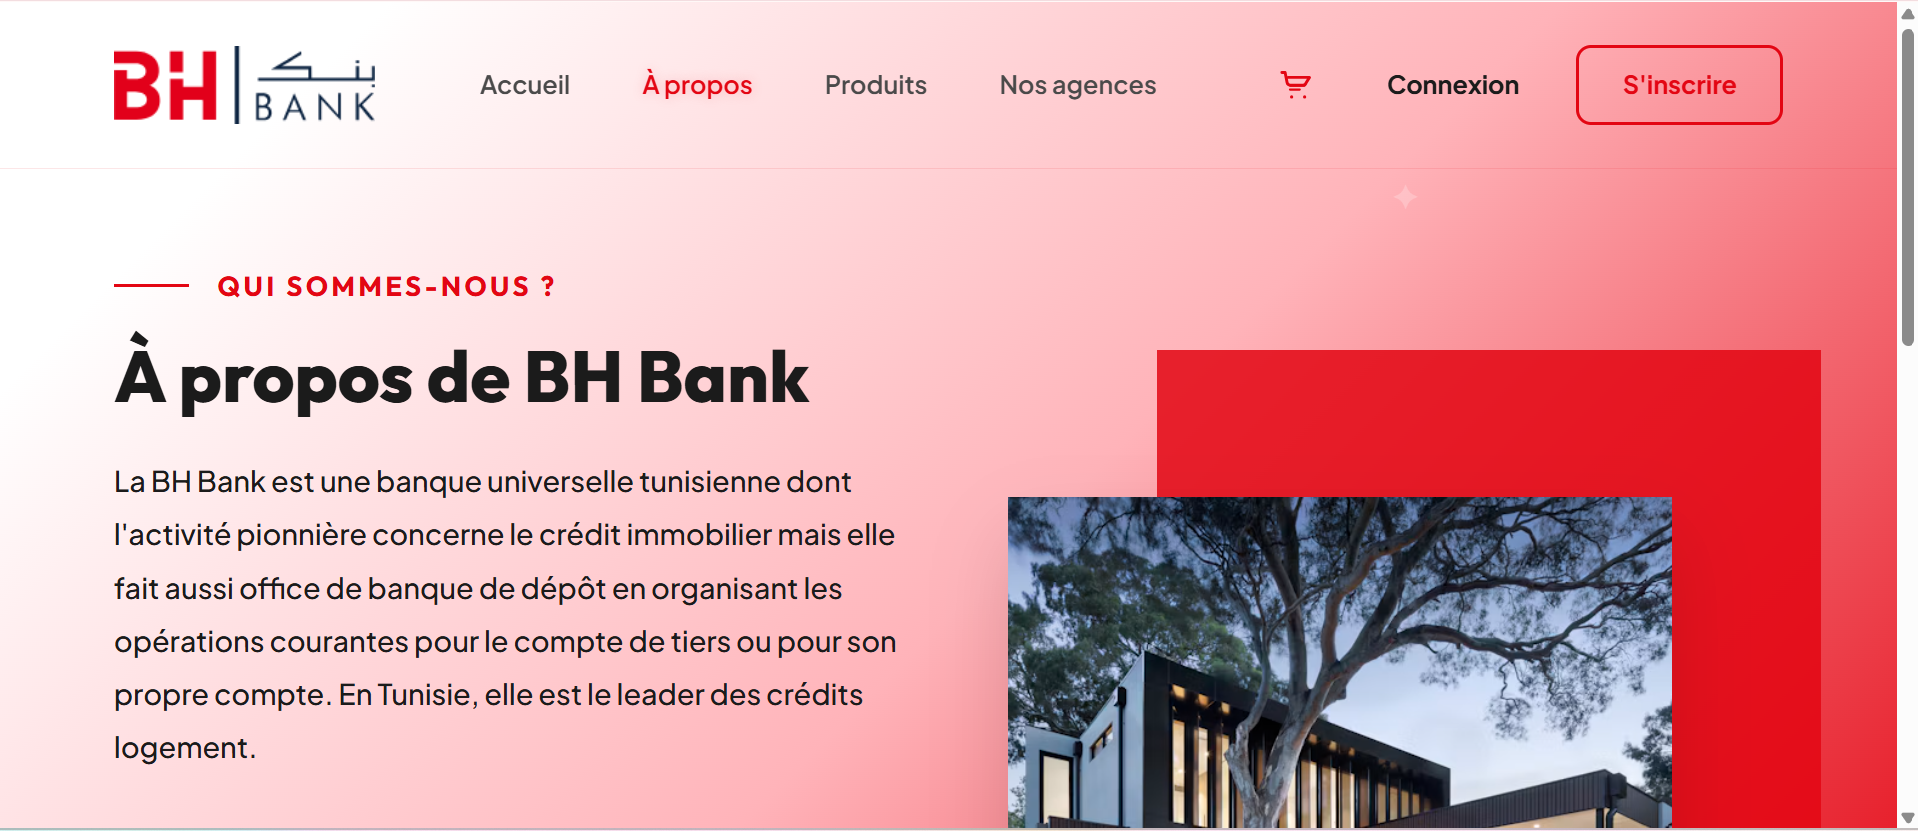 BH بنك
BANK
Accueil
À propos
Produits
Nos agences
Connexion
S'inscrire
QUI SOMMES-NOUS ?
À propos de BH Bank
La BH Bank est une banque universelle tunisienne dont
l'activité pionnière concerne le crédit immobilier mais elle
fait aussi office de banque de dépôt en organisant les
opérations courantes pour le compte de tiers ou pour son
propre compte. En Tunisie, elle est le leader des crédits
logement.